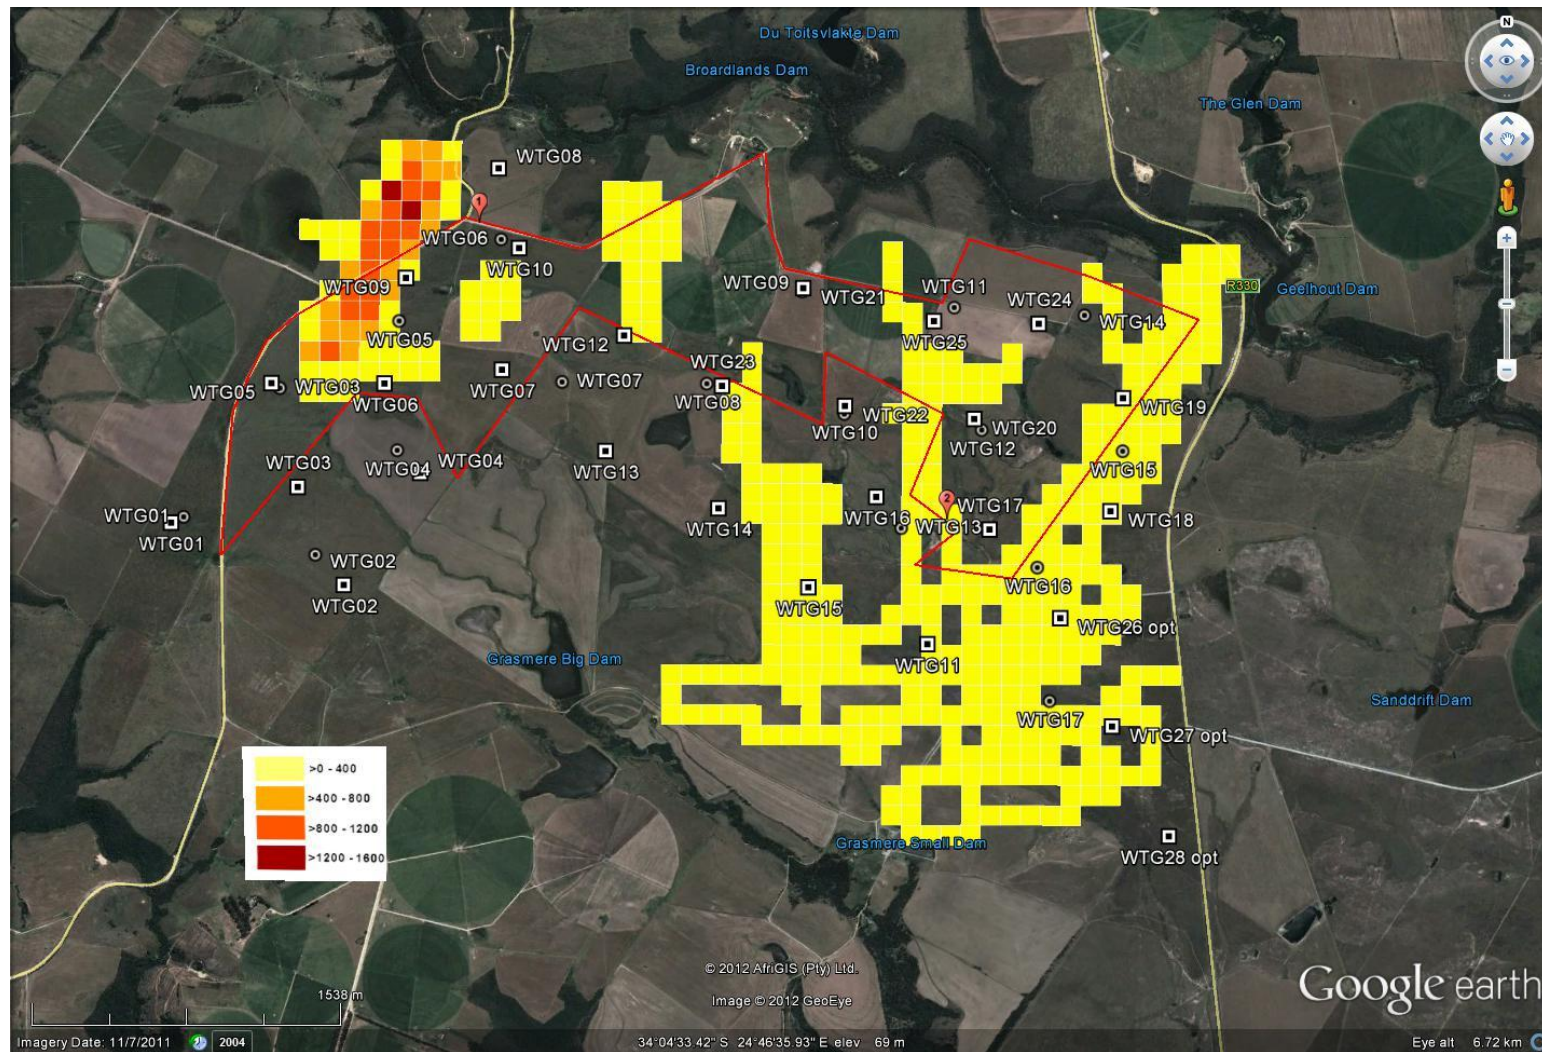 Du Toitsvlakte Dam
N
Broardlands Dam
The Glen Dam
WTG08
WTG06
WTG10
WTG09
WTG09
WTG21
WTG11
WTG24
R330
Geelhout Dam
WTG05
WTG12
WTG25
WTG14
WTG23
WTG05
WTG03
WTG07
WTG07
WTG08
WTG06
WTG22
WTG10
WTG19
WTG20
WTG12
WTG03
WTG04
WTG04
WTG13
WTG15
WTG01
WTG01
WTG14
WTG16
WTG17
WTG13
WTG18
WTG02
WTG02
WTG16
WTG15
WTG26 opt
WTG11
Grasmere Big Dam
Sanddrift Dam
WTG17
WTG27 opt
>0 - 400
>400 - 800
>800 - 1200
>1200 - 1600
Grasmere Small Dam
WTG28 opt
1
2
© 2012 AfriGIS (Pty) Ltd.
Image © 2012 GeoEye
Google earth
1538 m
Imagery Date: 11/7/2011
2004
34°04'33.42" S 24°46'35.93" E elev 69 m
Eye alt 6.72 km